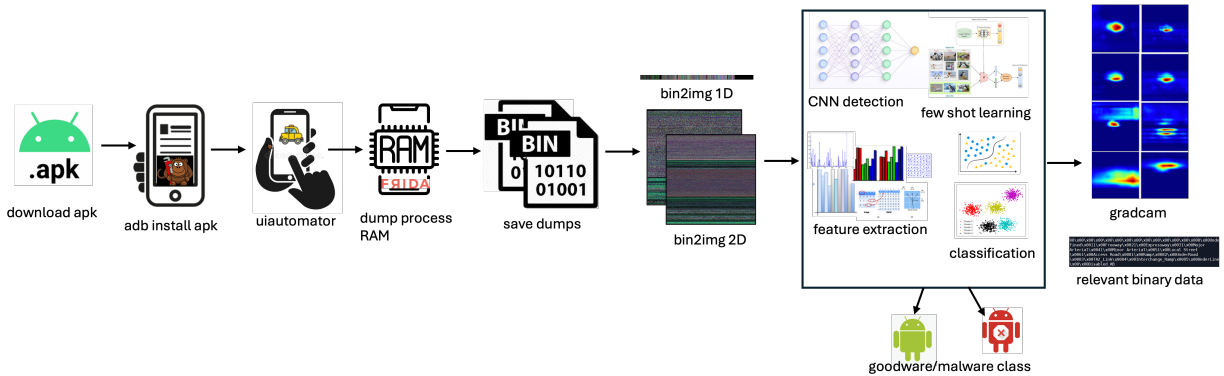 .apk
download apk
adb install apk
uiautomator
RAM
FRIDA
dump process
RAM
BIN
BIN
10110
01001
save dumps
bin2img 1D
bin2img 2D
CNN detection
few shot learning
feature extraction
classification
goodware/malware class
gradcam
relevant binary data